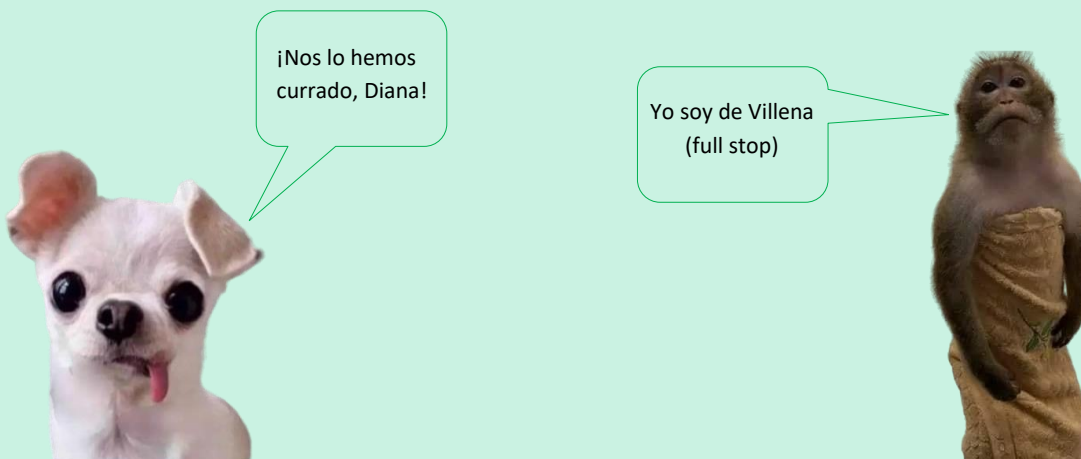 ¡Nos lo hemos
currado, Diana!
Yo soy de Villena
(full stop)